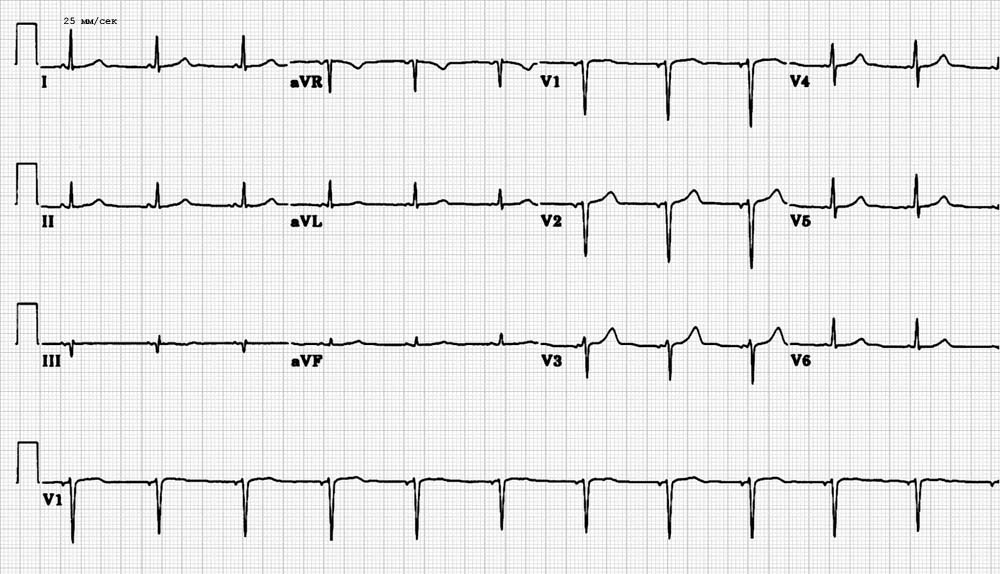 25 мм/сек
I aVR V1 V4
II aVL V2 V5
III aVF V3 V6
V1